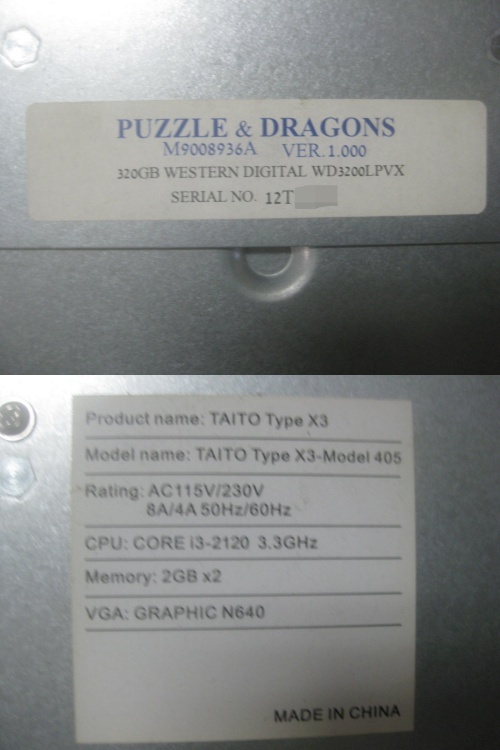 PUZZLE & DRAGONS
M9008936A VER.1.000
320GB WESTERN DIGITAL WD3200LPVX
SERIAL NO. 12T
Product name: TAITO Type X3
Model name: TAITO Type X3-Model 405
Rating: AC115V/230V
8A/4A 50Hz/60Hz
CPU: CORE i3-2120 3.3GHz
Memory: 2GB x2
VGA: GRAPHIC N640
MADE IN CHINA